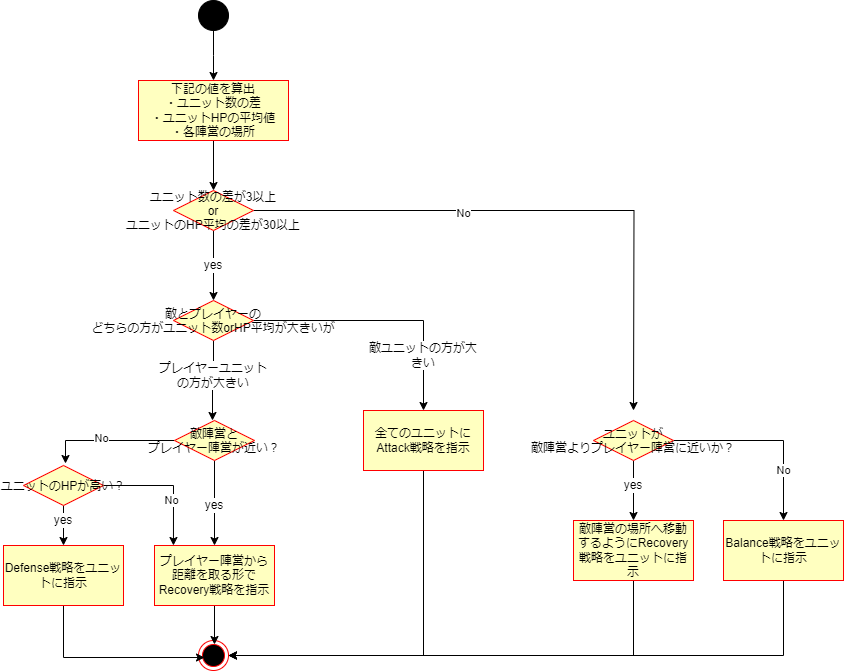 下記の値を算出
・ユニット数の差
・ユニットHPの平均値
・各陣営の場所
ユニット数の差が3以上
or
ユニットのHP平均の差が30以上
No
yes
敵とプレイヤーの
どちらの方がユニット数orHP平均が大きいが
敵ユニットの方が大
きい
プレイヤーユニット
の方が大きい
全てのユニットに
Attack戦略を指示
敵陣営と
プレイヤー陣営が近い？
ユニットが
敵陣営よりプレイヤー陣営に近いか？
No
No
yes
ユニットのHPが高い？
No
yes
yes
敵陣営の場所へ移動
するようにRecovery
戦略をユニットに指
示
Balance戦略をユニッ
トに指示
Defense戦略をユニッ
トに指示
プレイヤー陣営から
距離を取る形で
Recovery戦略を指示